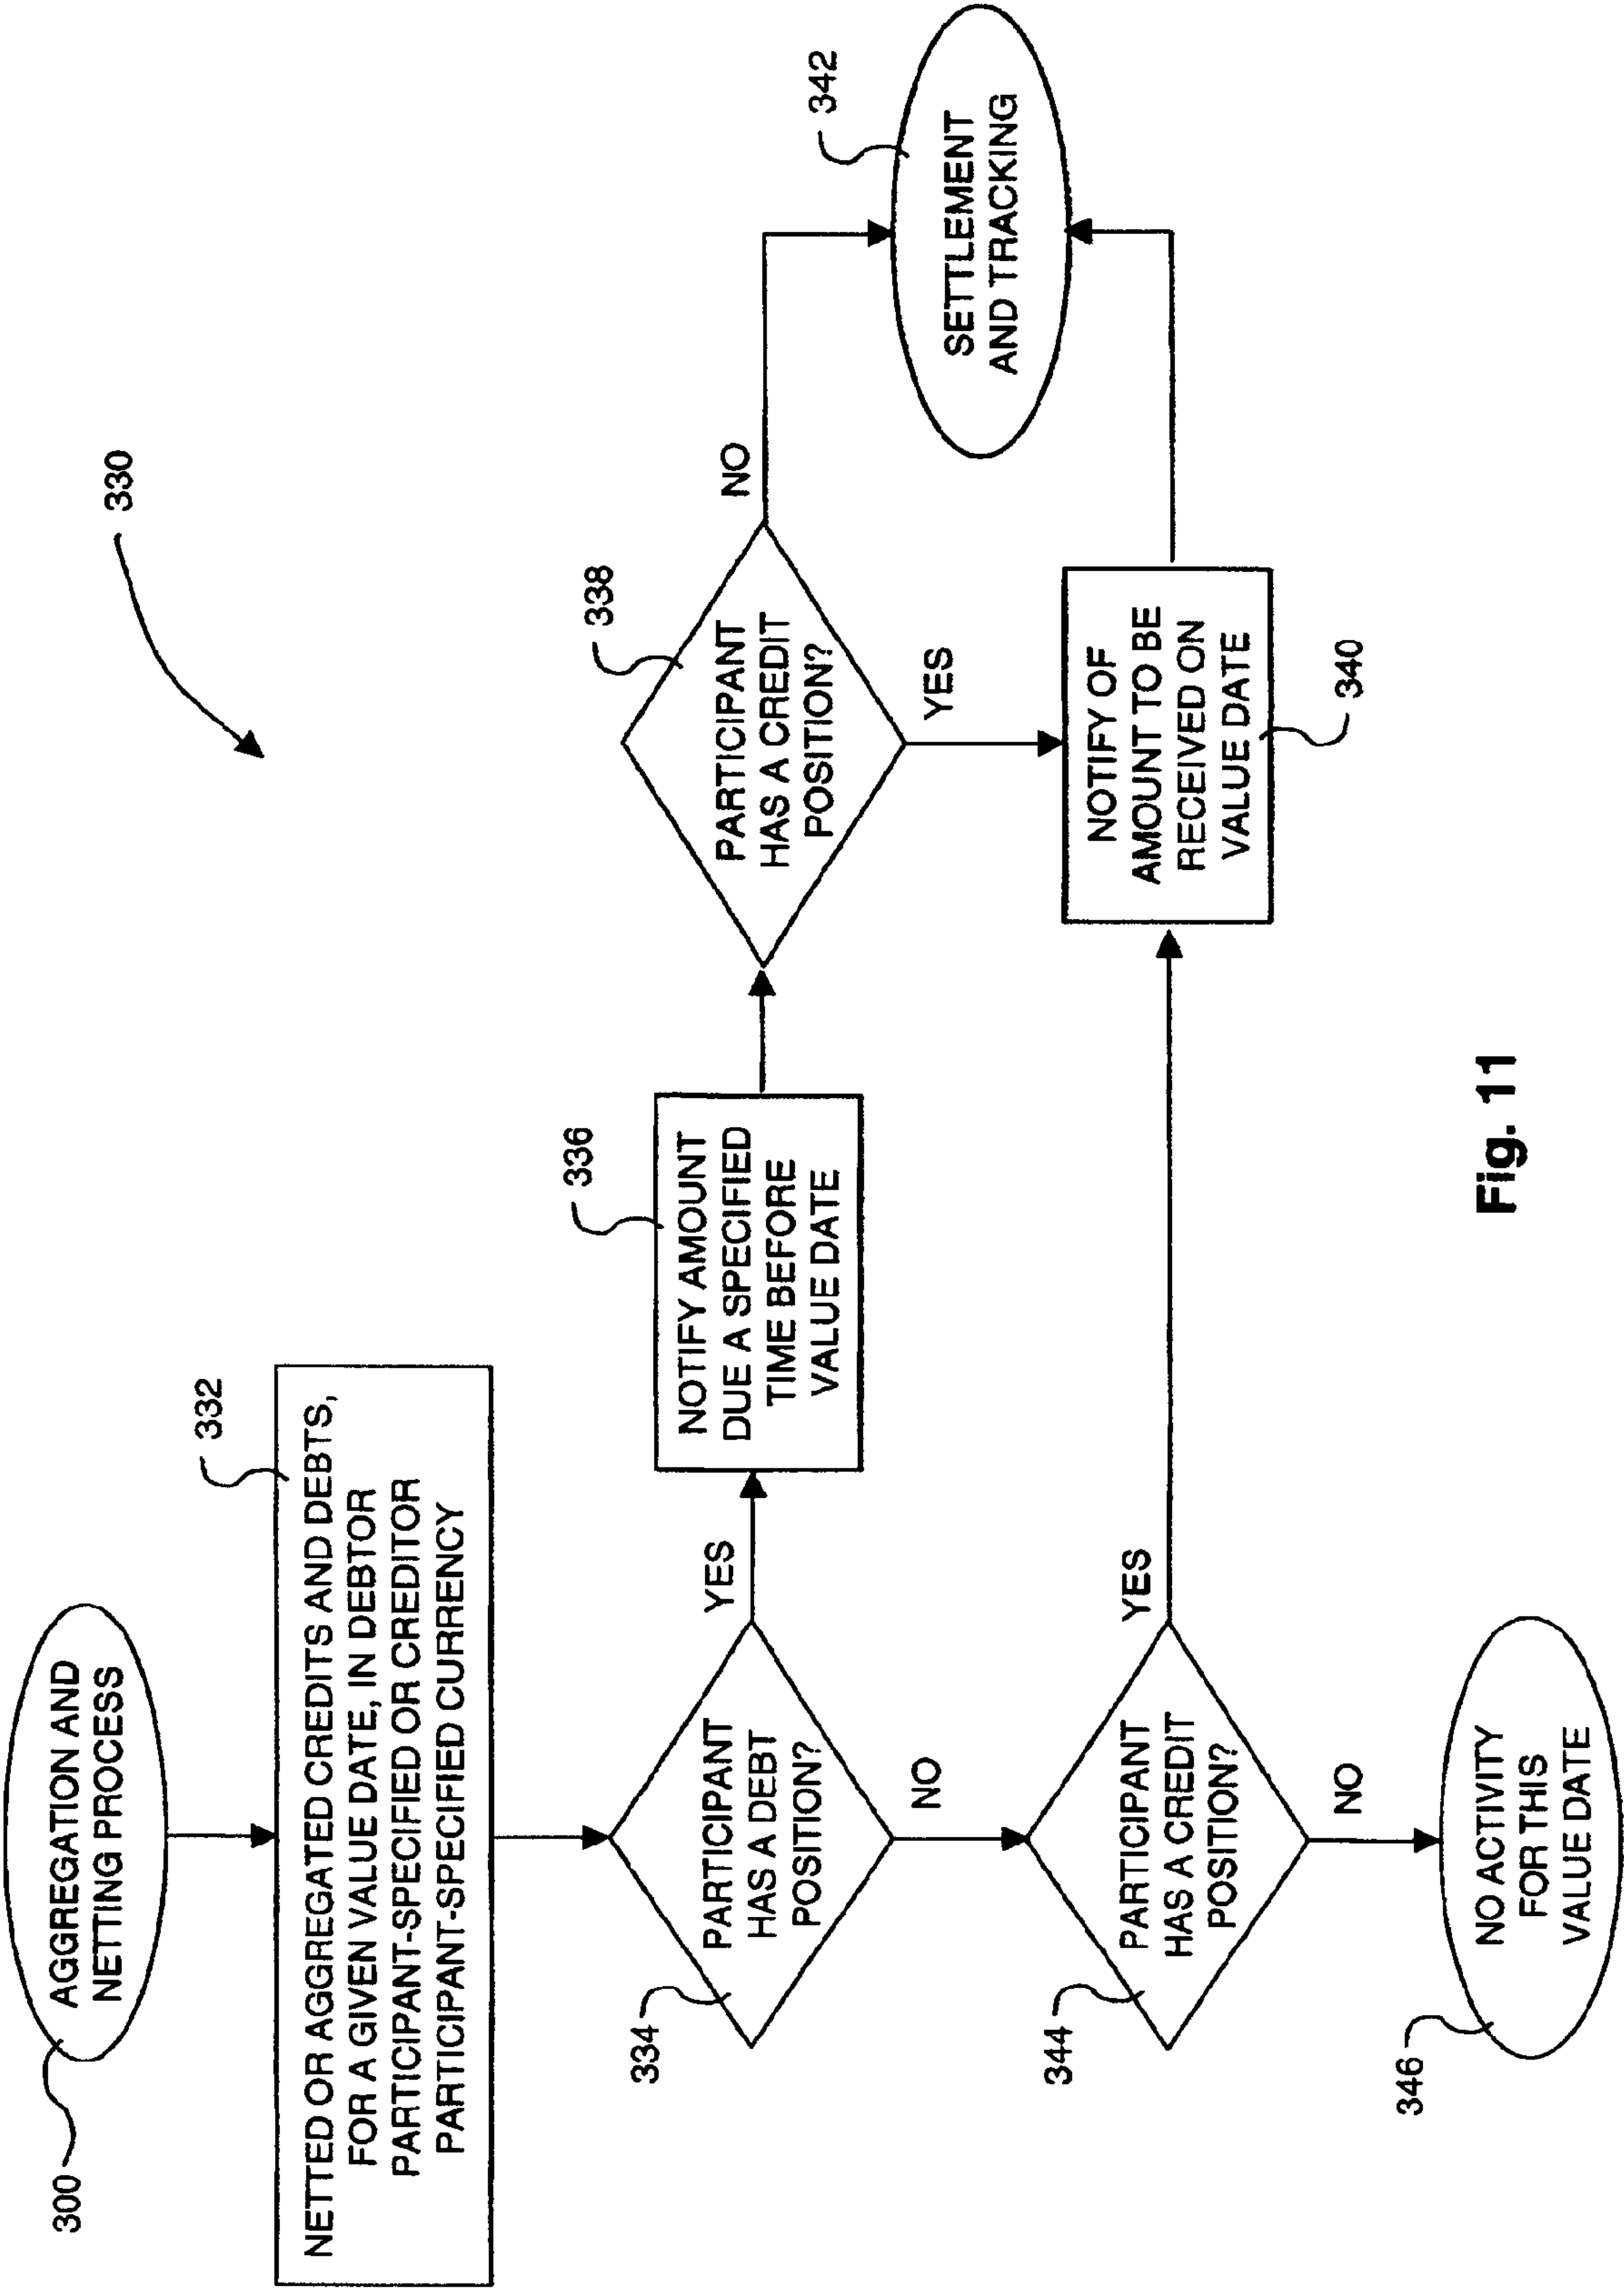 330
300
AGGREGATION AND
NETTING PROCESS
332
NETTED OR AGGREGATED CREDITS AND DEBTS,
FOR A GIVEN VALUE DATE, IN DEBTOR
PARTICIPANT-SPECIFIED OR CREDITOR
PARTICIPANT-SPECIFIED CURRENCY
334
PARTICIPANT
HAS A DEBT
POSITION?
YES
NO
336
NOTIFY AMOUNT
DUE A SPECIFIED
TIME BEFORE
VALUE DATE
338
PARTICIPANT
HAS A CREDIT
POSITION?
NO
YES
342
SETTLEMENT
AND TRACKING
344
PARTICIPANT
HAS A CREDIT
POSITION?
YES
NO
NOTIFY OF
AMOUNT TO BE
RECEIVED ON
VALUE DATE
340
346
NO ACTIVITY
FOR THIS
VALUE DATE
Fig. 11